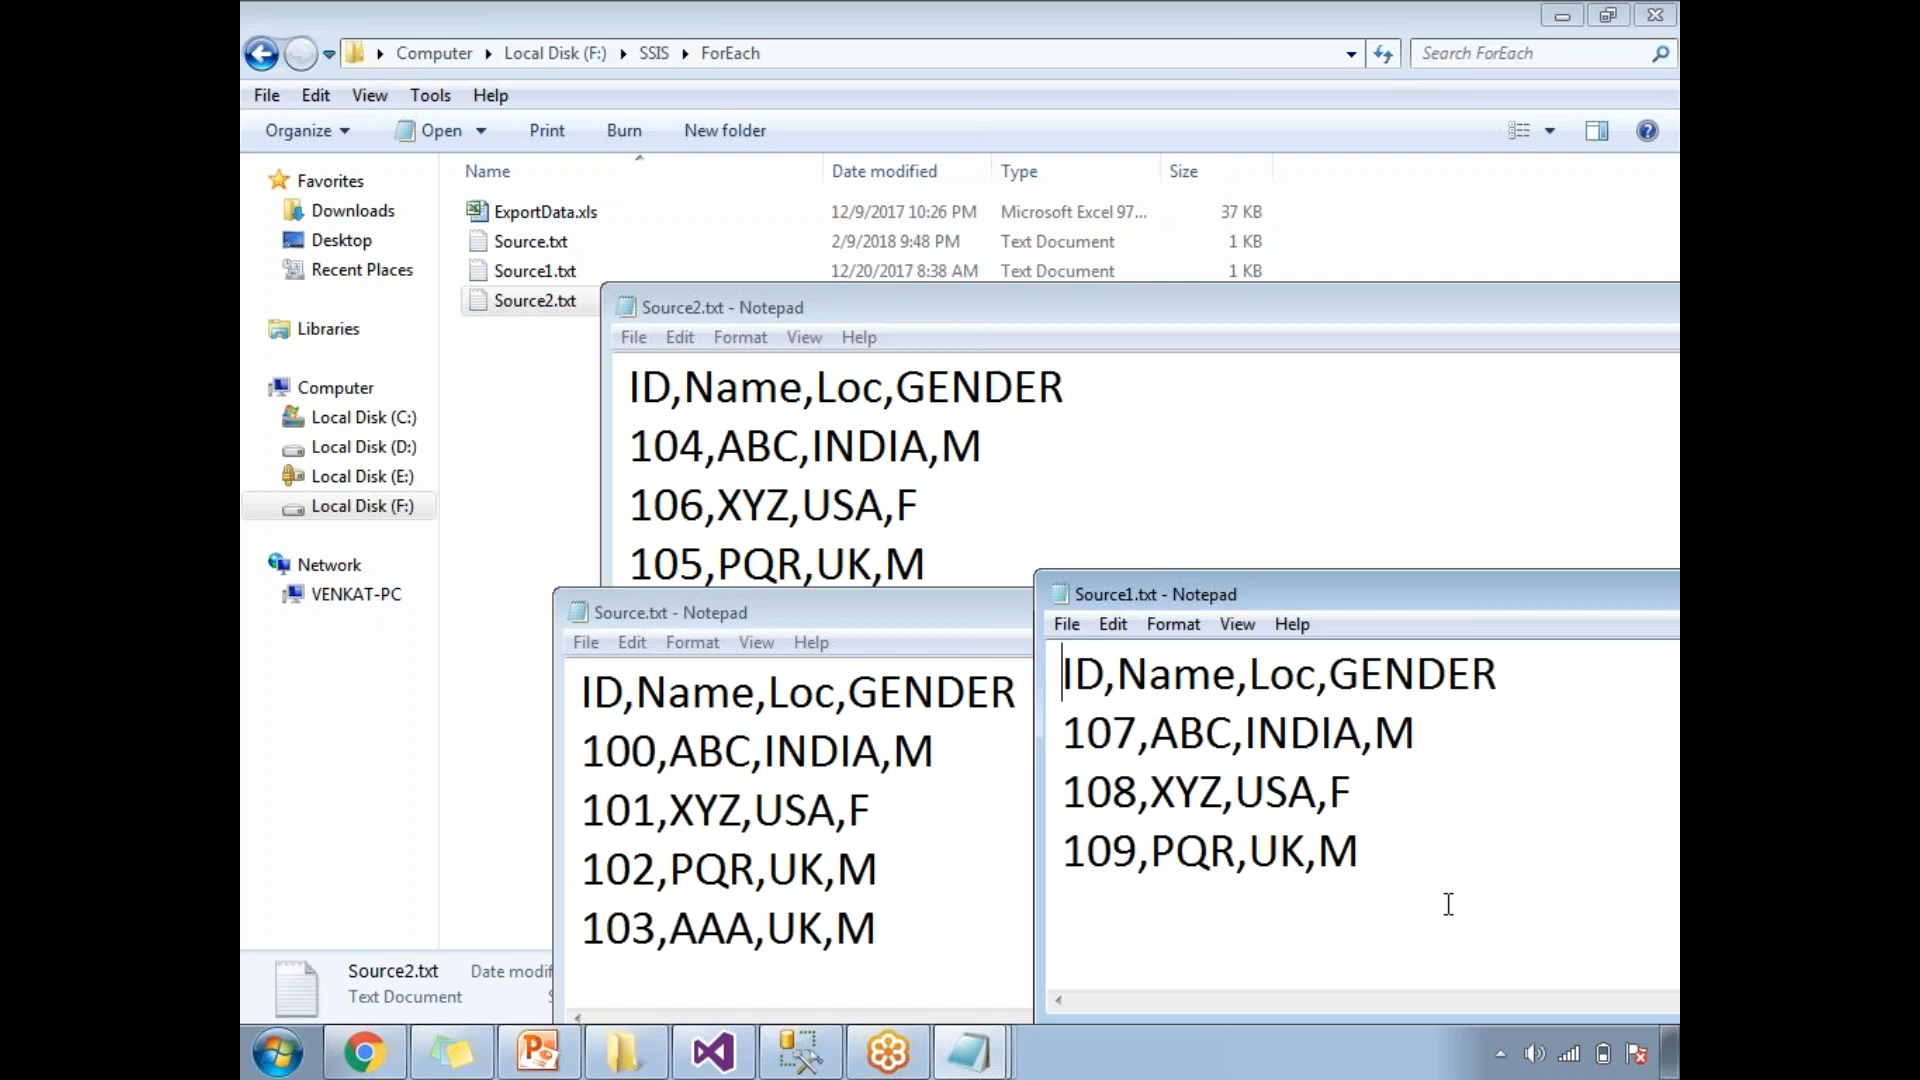 Computer Local Disk (F:) SSIS ForEach
Search ForEach
File Edit View Tools Help
Organize Open Print Burn New folder
Name Date modified Type Size
ExportData.xls 12/9/2017 10:26 PM Microsoft Excel 97... 37 KB
Source.txt 2/9/2018 9:48 PM Text Document 1 KB
Source1.txt 12/20/2017 8:38 AM Text Document 1 KB
Source2.txt
Favorites
Downloads
Desktop
Recent Places
Libraries
Computer
Local Disk (C:)
Local Disk (D:)
Local Disk (E:)
Local Disk (F:)
Network
VENKAT-PC
Source2.txt - Notepad
File Edit Format View Help
ID,Name,Loc,GENDER
104,ABC,INDIA,M
106,XYZ,USA,F
105,PQR,UK,M
Source.txt - Notepad
File Edit Format View Help
ID,Name,Loc,GENDER
100,ABC,INDIA,M
101,XYZ,USA,F
102,PQR,UK,M
103,AAA,UK,M
Source1.txt - Notepad
File Edit Format View Help
ID,Name,Loc,GENDER
107,ABC,INDIA,M
108,XYZ,USA,F
109,PQR,UK,M
Source2.txt Date modif
Text Document